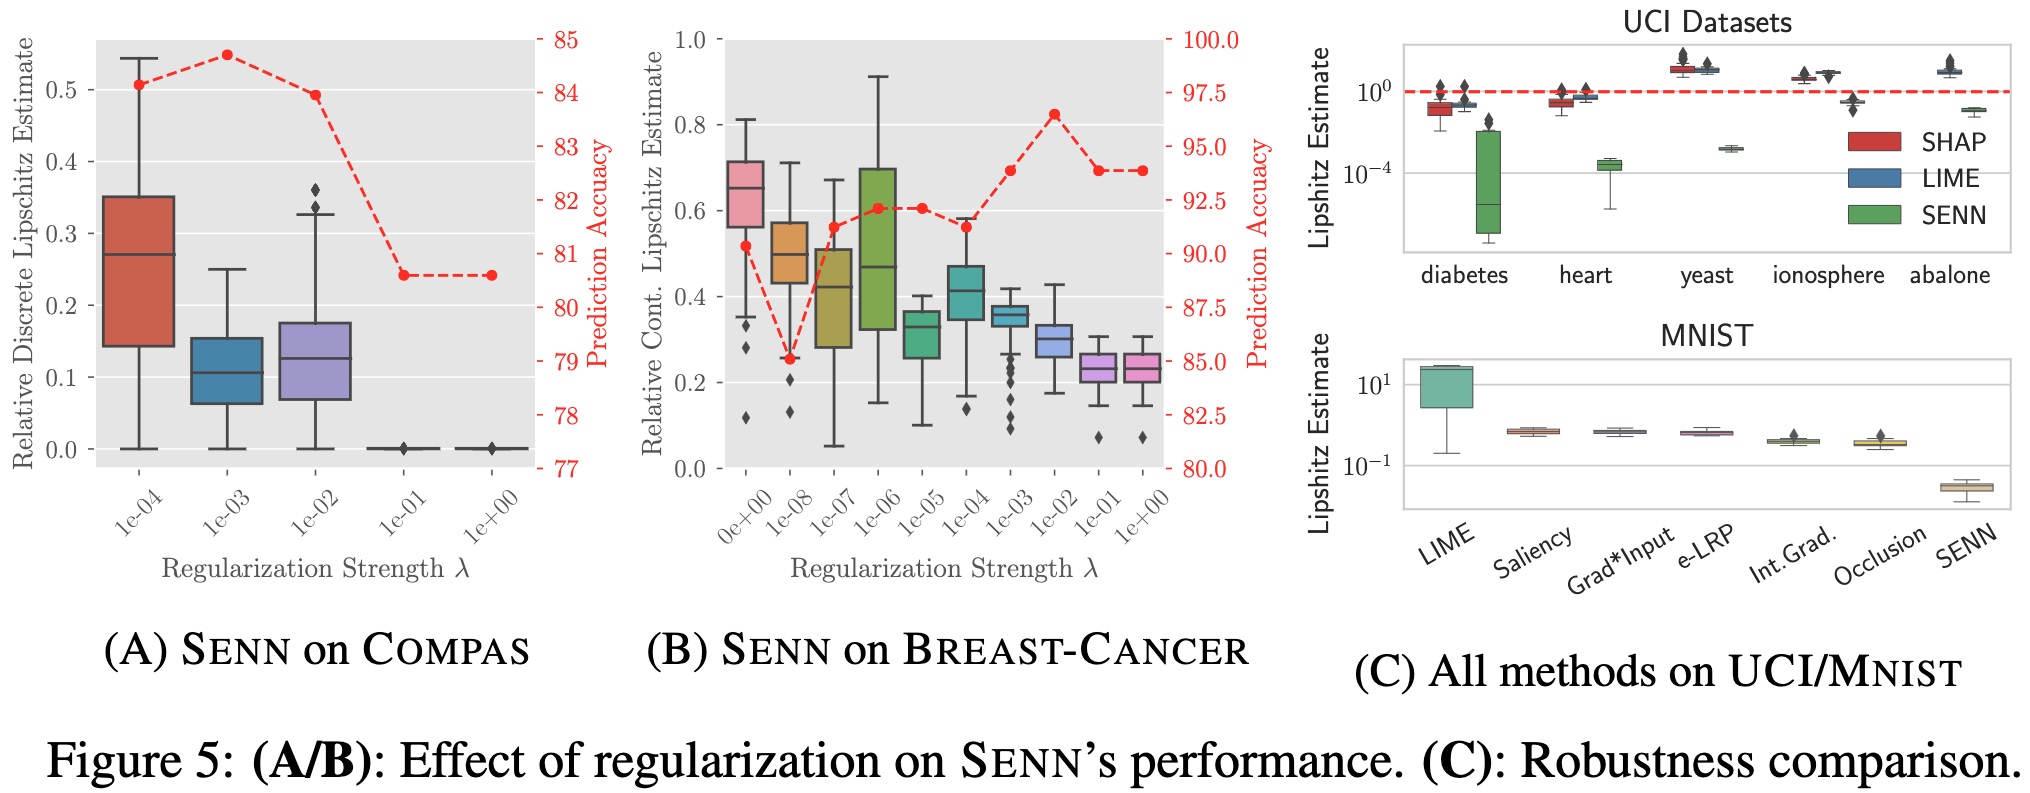 Relative Discrete Lipschitz Estimate
0.5
0.4
0.3
0.2
0.1
0.0
85
84
83
82
81
80
79
78
77
Prediction Accuacy
1e-04
1e-03
1e-02
1e-01
1e+00
Regularization Strength λ
(A) SENN on COMPAS
Relative Cont. Lipschitz Estimate
1.0
0.8
0.6
0.4
0.2
0.0
100.0
97.5
95.0
92.5
90.0
87.5
85.0
82.5
80.0
Prediction Accuacy
0e+00
1e-08
1e-07
1e-06
1e-05
1e-04
1e-03
1e-02
1e-01
1e+00
Regularization Strength λ
(B) SENN on BREAST-CANCER
UCI Datasets
Lipshitz Estimate
10⁰
10⁻⁴
SHAP
LIME
SENN
diabetes
heart
yeast
ionosphere
abalone
MNIST
Lipshitz Estimate
10¹
10⁻¹
LIME
Saliency
Grad*Input
e-LRP
Int.Grad.
Occlusion
SENN
(C) All methods on UCI/MNIST
Figure 5: (A/B): Effect of regularization on SENN's performance. (C): Robustness comparison.